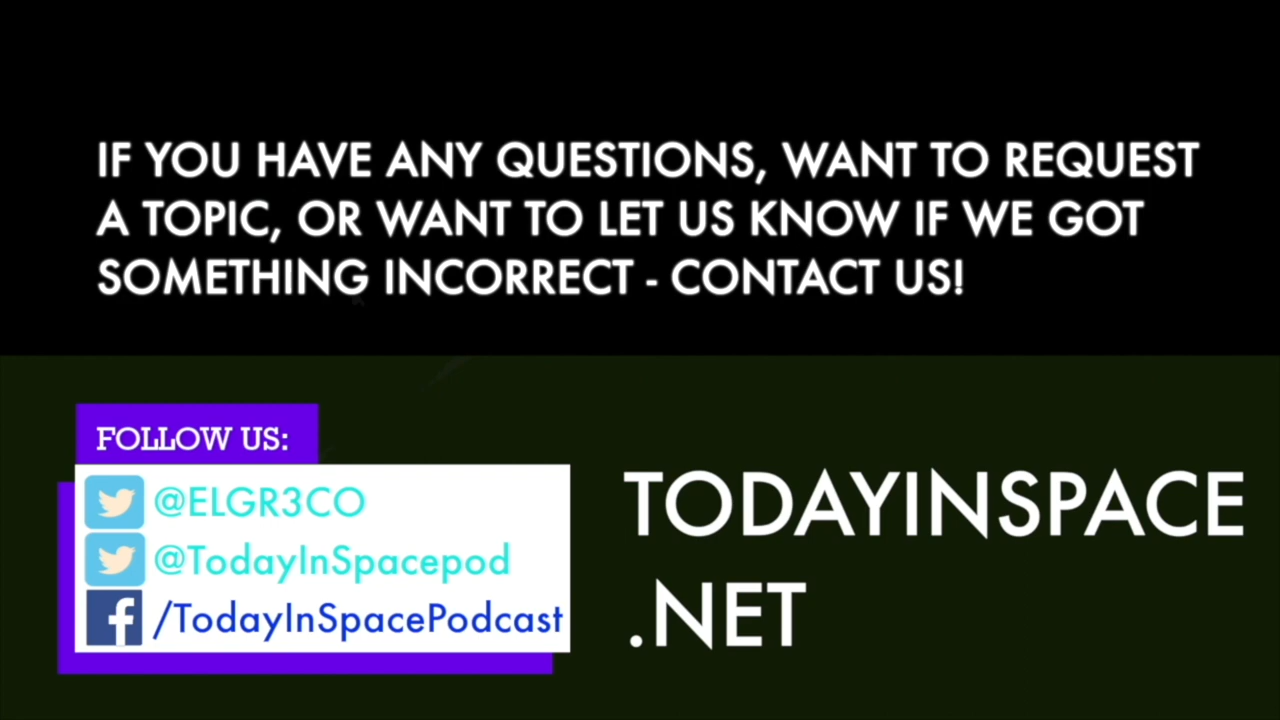 IF YOU HAVE ANY QUESTIONS, WANT TO REQUEST
A TOPIC, OR WANT TO LET US KNOW IF WE GOT
SOMETHING INCORRECT - CONTACT US!
FOLLOW US:
@ELGR3CO
@TodayInSpacepod
/TodayInSpacePodcast
TODAYINSPACE
.NET